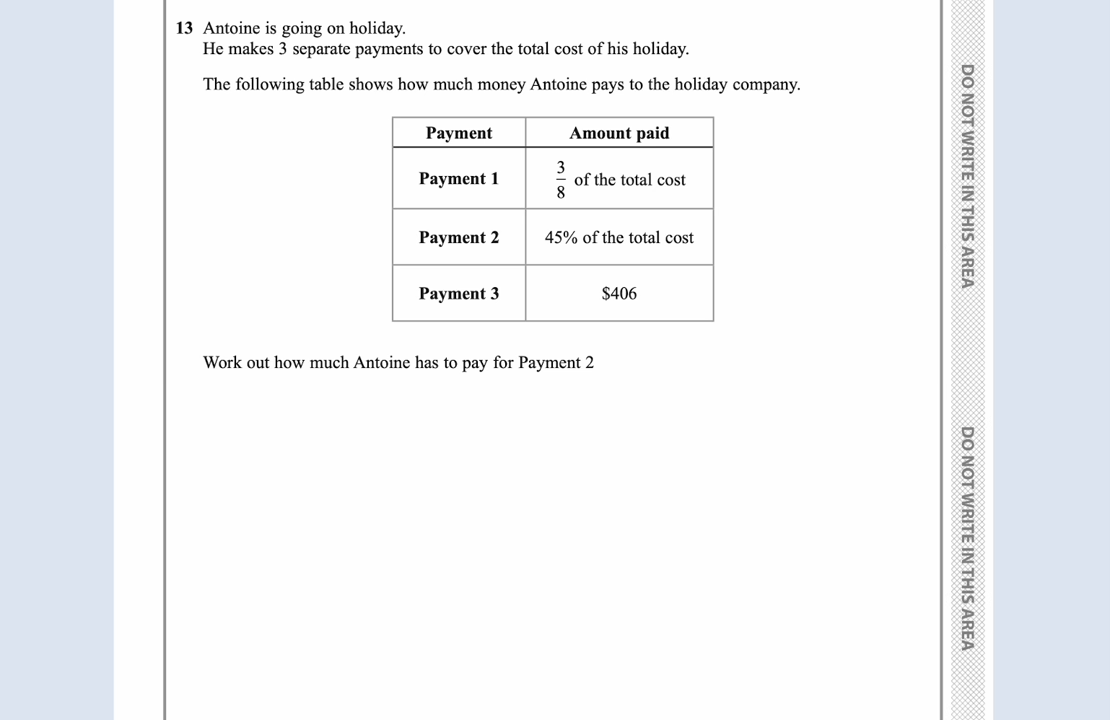 13 Antoine is going on holiday.
He makes 3 separate payments to cover the total cost of his holiday.
The following table shows how much money Antoine pays to the holiday company.
Payment Amount paid
Payment 1 3/8 of the total cost
Payment 2 45% of the total cost
Payment 3 $406
Work out how much Antoine has to pay for Payment 2
DO NOT WRITE IN THIS AREA
DO NOT WRITE IN THIS AREA